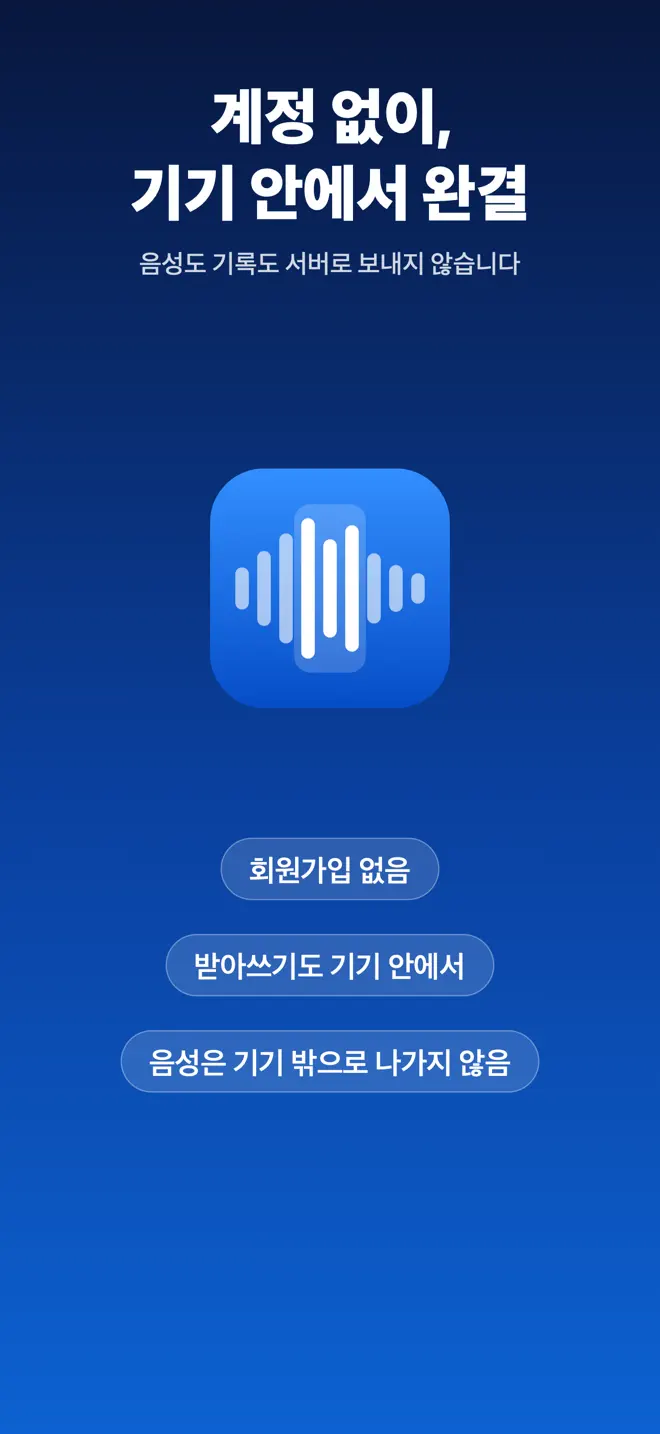 계정 없이,
기기 안에서 완결
음성도 기록도 서버로 보내지 않습니다
회원가입 없음
받아쓰기도 기기 안에서
음성은 기기 밖으로 나가지 않음